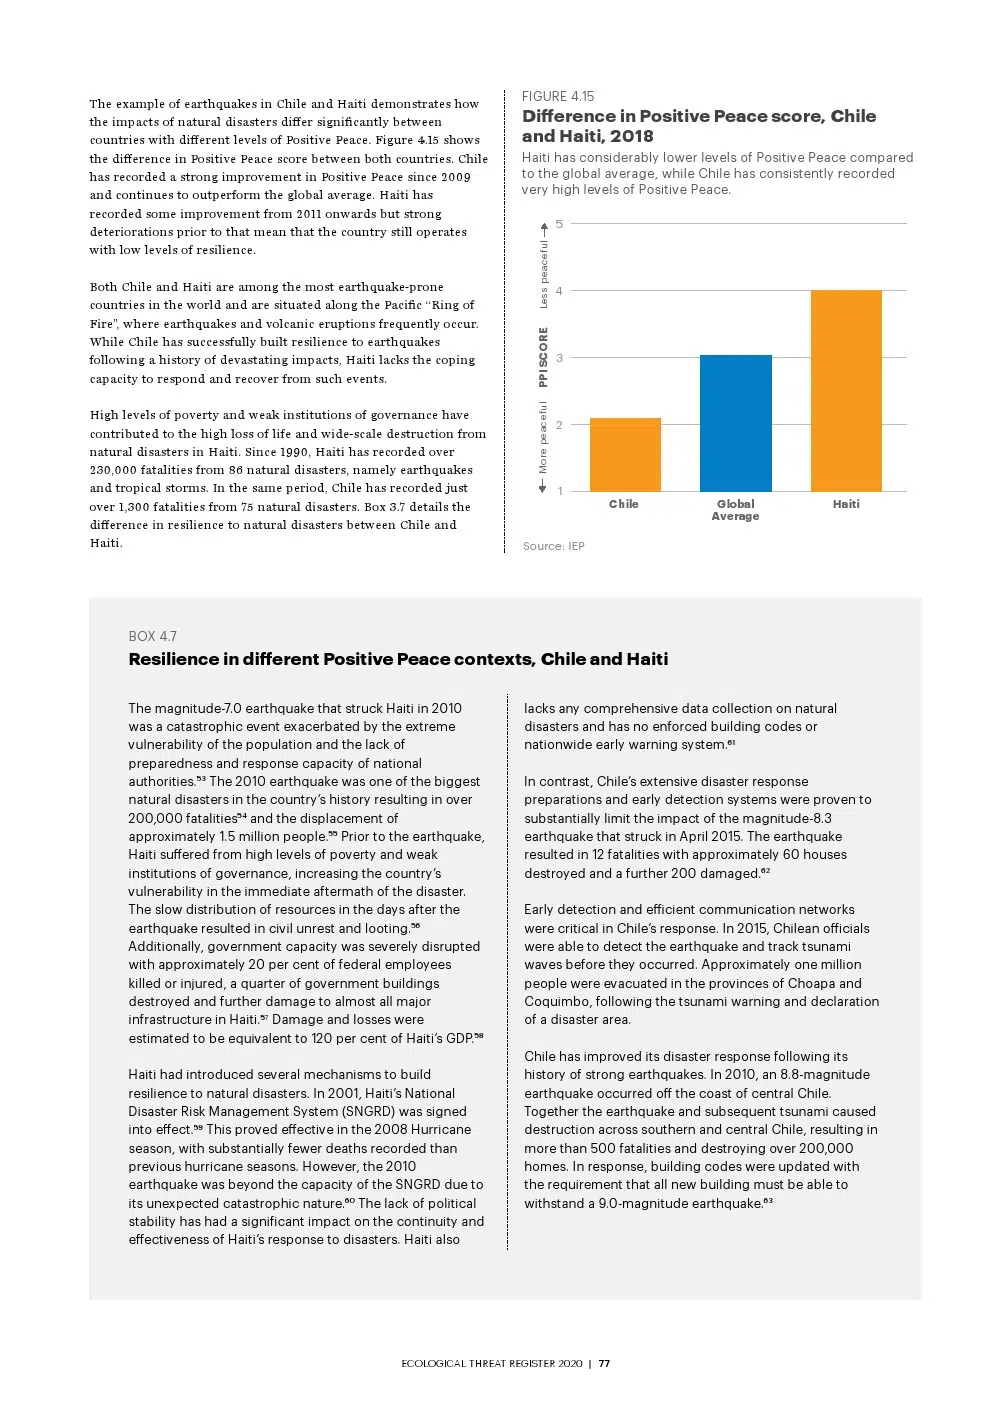 The example of earthquakes in Chile and Haiti demonstrates how
the impacts of natural disasters differ significantly between
countries with different levels of Positive Peace. Figure 4.15 shows
the difference in Positive Peace score between both countries. Chile
has recorded a strong improvement in Positive Peace since 2009
and continues to outperform the global average. Haiti has
recorded some improvement from 2011 onwards but strong
deteriorations prior to that mean that the country still operates
with low levels of resilience.
Both Chile and Haiti are among the most earthquake-prone
countries in the world and are situated along the Pacific “Ring of
Fire”, where earthquakes and volcanic eruptions frequently occur.
While Chile has successfully built resilience to earthquakes
following a history of devastating impacts, Haiti lacks the coping
capacity to respond and recover from such events.
High levels of poverty and weak institutions of governance have
contributed to the high loss of life and wide-scale destruction from
natural disasters in Haiti. Since 1990, Haiti has recorded over
230,000 fatalities from 86 natural disasters, namely earthquakes
and tropical storms. In the same period, Chile has recorded just
over 1,300 fatalities from 75 natural disasters. Box 3.7 details the
difference in resilience to natural disasters between Chile and
Haiti.
FIGURE 4.15
Difference in Positive Peace score, Chile
and Haiti, 2018
Haiti has considerably lower levels of Positive Peace compared
to the global average, while Chile has consistently recorded
very high levels of Positive Peace.
5
4
3
2
1
More peaceful PPI SCORE Less peaceful
Chile
Global
Average
Haiti
Source: IEP
BOX 4.7
Resilience in different Positive Peace contexts, Chile and Haiti
The magnitude-7.0 earthquake that struck Haiti in 2010
was a catastrophic event exacerbated by the extreme
vulnerability of the population and the lack of
preparedness and response capacity of national
authorities.⁵³ The 2010 earthquake was one of the biggest
natural disasters in the country’s history resulting in over
200,000 fatalities⁵⁴ and the displacement of
approximately 1.5 million people.⁵⁵ Prior to the earthquake,
Haiti suffered from high levels of poverty and weak
institutions of governance, increasing the country’s
vulnerability in the immediate aftermath of the disaster.
The slow distribution of resources in the days after the
earthquake resulted in civil unrest and looting.⁵⁶
Additionally, government capacity was severely disrupted
with approximately 20 per cent of federal employees
killed or injured, a quarter of government buildings
destroyed and further damage to almost all major
infrastructure in Haiti.⁵⁷ Damage and losses were
estimated to be equivalent to 120 per cent of Haiti’s GDP.⁵⁸
Haiti had introduced several mechanisms to build
resilience to natural disasters. In 2001, Haiti’s National
Disaster Risk Management System (SNGRD) was signed
into effect.⁵⁹ This proved effective in the 2008 Hurricane
season, with substantially fewer deaths recorded than
previous hurricane seasons. However, the 2010
earthquake was beyond the capacity of the SNGRD due to
its unexpected catastrophic nature.⁶⁰ The lack of political
stability has had a significant impact on the continuity and
effectiveness of Haiti’s response to disasters. Haiti also
lacks any comprehensive data collection on natural
disasters and has no enforced building codes or
nationwide early warning system.⁶¹
In contrast, Chile’s extensive disaster response
preparations and early detection systems were proven to
substantially limit the impact of the magnitude-8.3
earthquake that struck in April 2015. The earthquake
resulted in 12 fatalities with approximately 60 houses
destroyed and a further 200 damaged.⁶²
Early detection and efficient communication networks
were critical in Chile’s response. In 2015, Chilean officials
were able to detect the earthquake and track tsunami
waves before they occurred. Approximately one million
people were evacuated in the provinces of Choapa and
Coquimbo, following the tsunami warning and declaration
of a disaster area.
Chile has improved its disaster response following its
history of strong earthquakes. In 2010, an 8.8-magnitude
earthquake occurred off the coast of central Chile.
Together the earthquake and subsequent tsunami caused
destruction across southern and central Chile, resulting in
more than 500 fatalities and destroying over 200,000
homes. In response, building codes were updated with
the requirement that all new building must be able to
withstand a 9.0-magnitude earthquake.⁶³
ECOLOGICAL THREAT REGISTER 2020 | 77